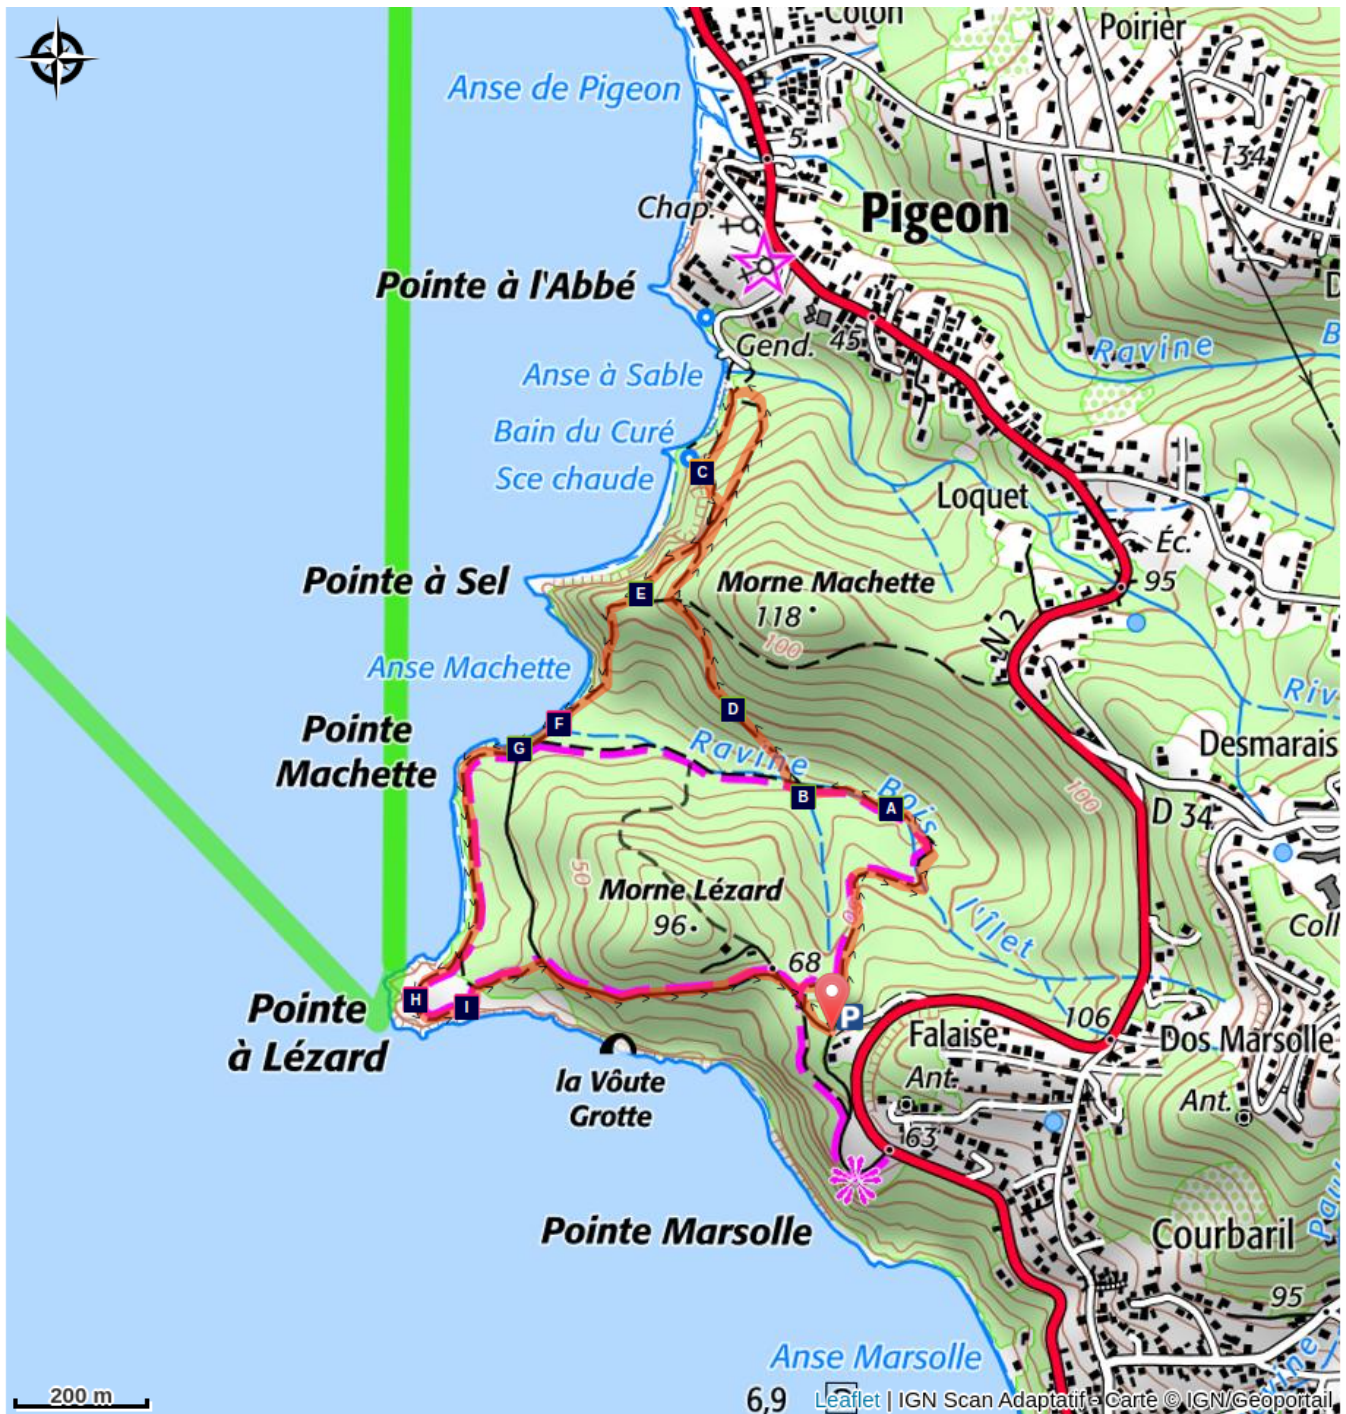 P-Coton
Poirier
Anse de Pigeon
5
134
Chap.
Pigeon
Pointe à l'Abbé
Gend.
45
Ravine
B
D
Anse à Sable
Bain du Curé
Sce chaude
C
Loquet
Éc.
95
Pointe à Sel
E
Morne Machette
118
100
N 2
Anse Machette
Riv
D
Pointe
Machette
F
G
Ravine
Desmarais
B
Bois
A
100
D 34
50
Morne Lézard
96
l'îlet
Coll
68
H
I
P
106
Pointe
à Lézard
Falaise
Dos Marsolle
la Vôute
Grotte
Ant.
Ant.
63
Pointe Marsolle
Courbaril
95
Anse Marsolle
200 m
6,9
Leaflet | IGN Scan Adaptatif - Carte © IGN/Geoportail